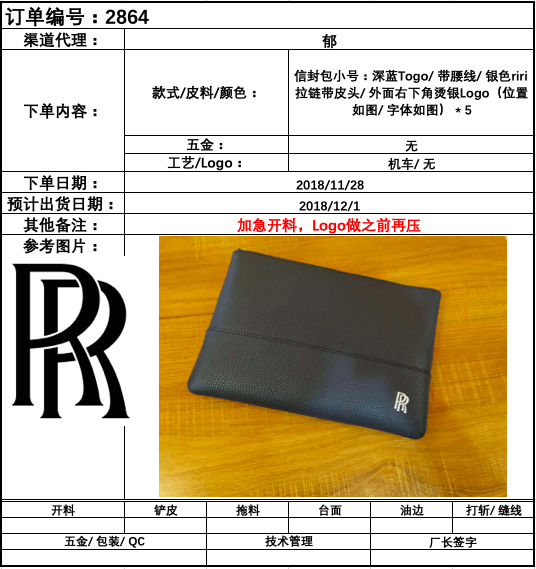 订单编号：2864
渠道代理：
郁
下单内容：
款式/皮料/颜色：
信封包小号：深蓝Togo/ 带腰线/ 银色riri
拉链带皮头/ 外面右下角烫银Logo（位置
如图/ 字体如图）＊5
五金：
无
工艺/Logo：
机车/ 无
下单日期：
2018/11/28
预计出货日期：
2018/12/1
其他备注：
加急开料，Logo做之前再压
参考图片：
RR
RR
开料
铲皮
拖料
台面
油边
打斩/ 缝线
五金/ 包装/ QC
技术管理
厂长签字